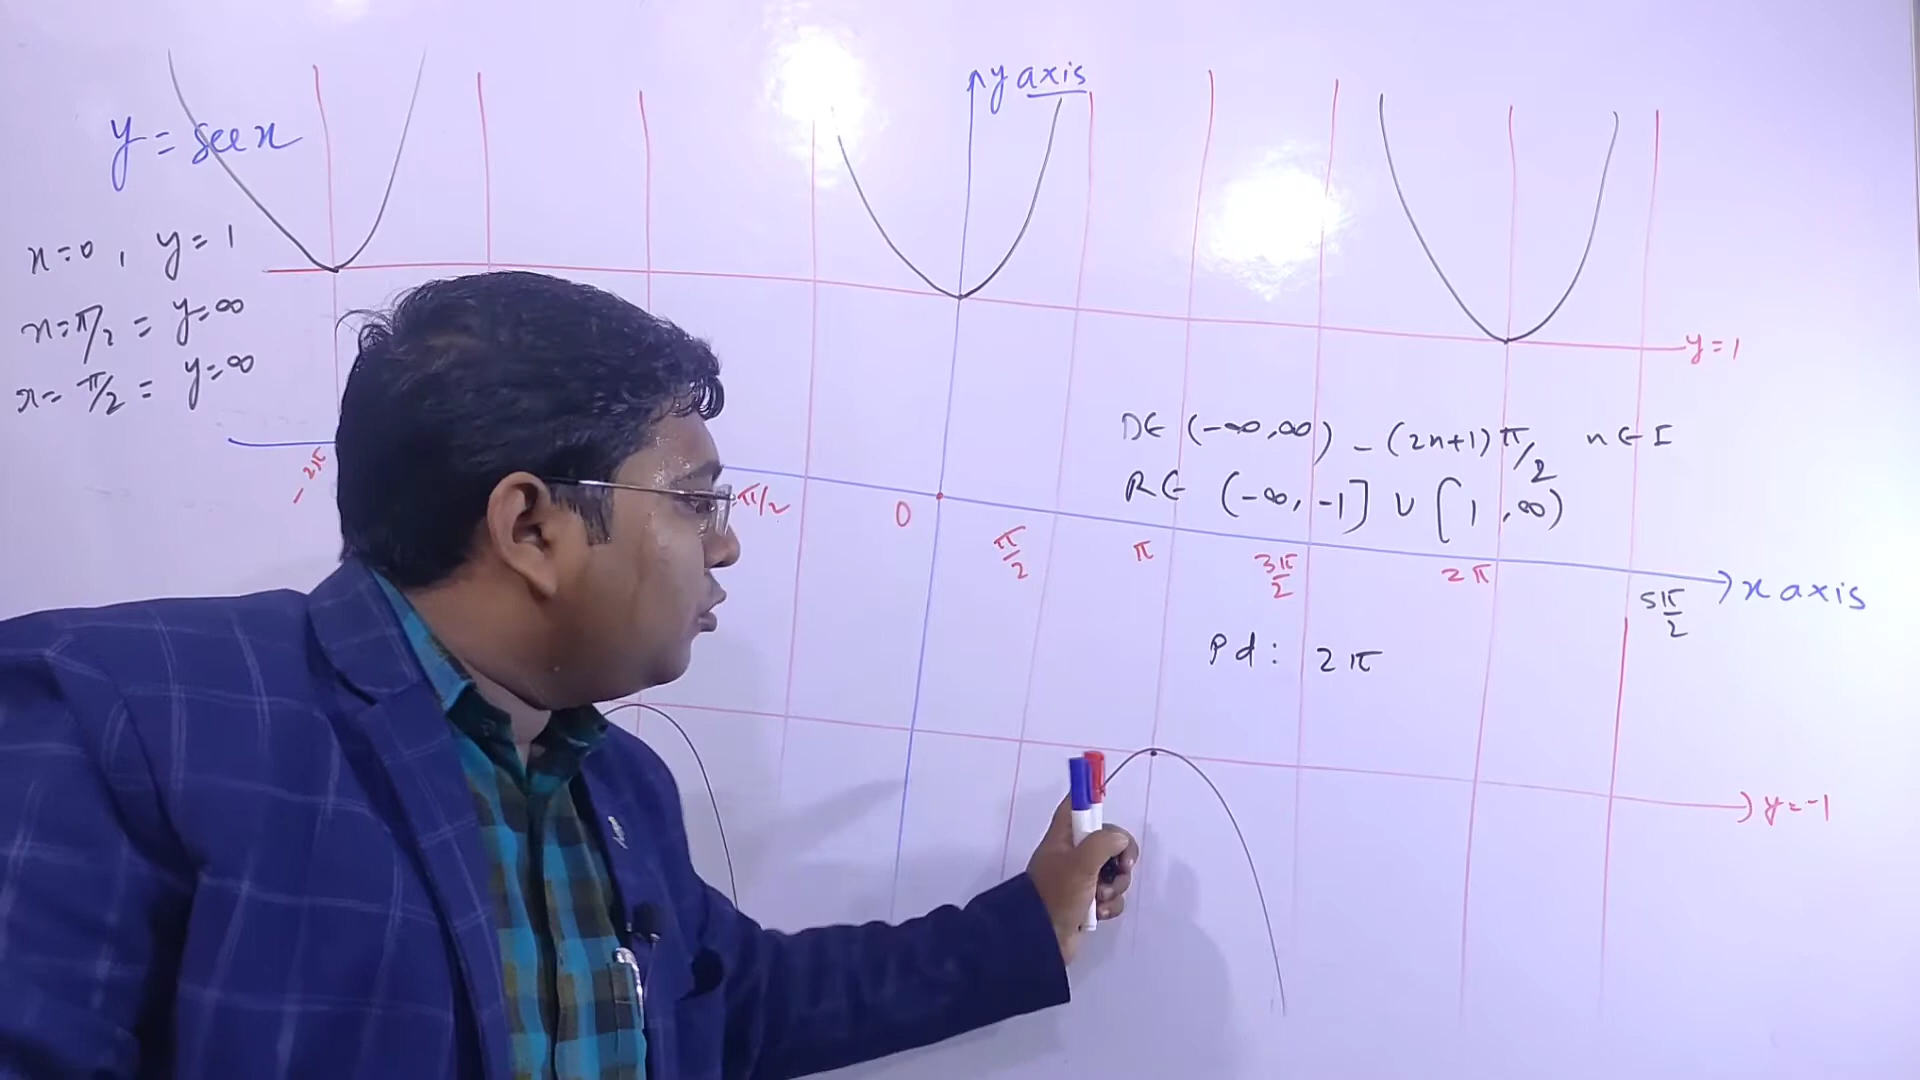 y axis
y = sec x
x=0, y=1
x=π/2 = y=∞
x=π/2 = y=∞
y=1
D∈ (-∞,∞) - (2n+1)π/2 n∈I
R∈ (-∞,-1] ∪ [1,∞)
-2π -π/2 0 π/2 π 3π/2 2π 5π/2 x axis
Pd: 2π
y=-1